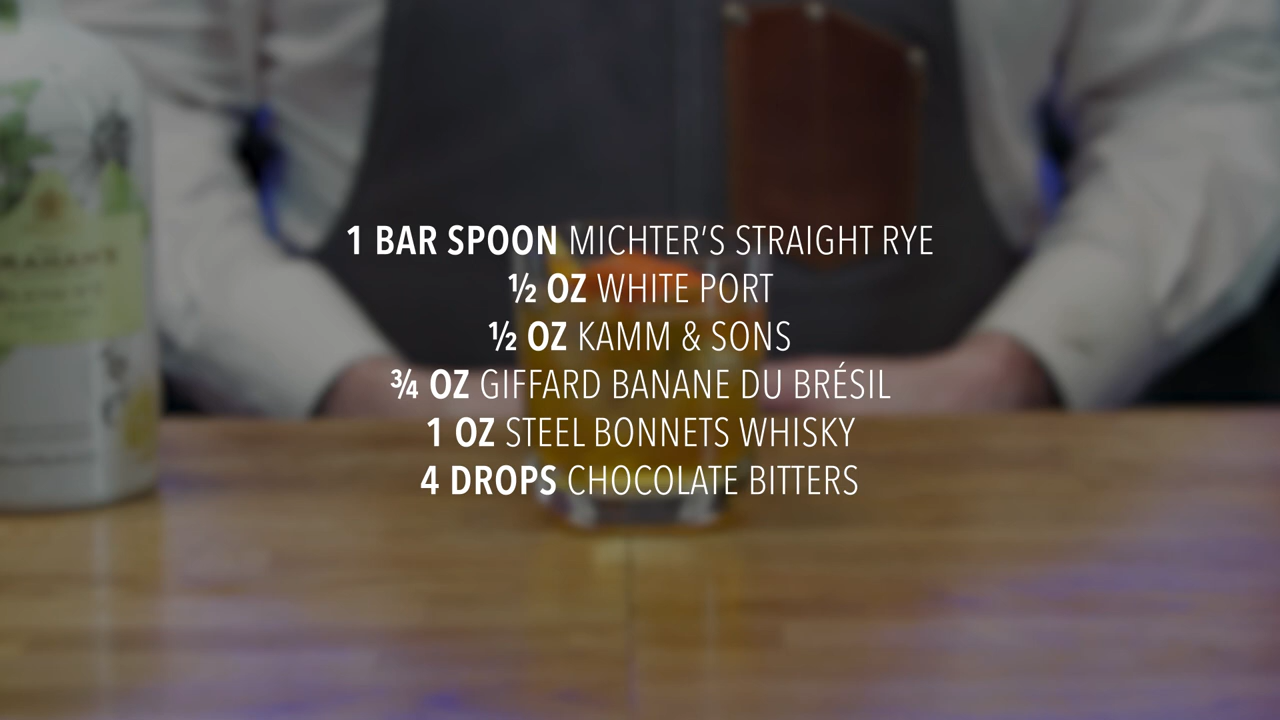 1 BAR SPOON MICHTER'S STRAIGHT RYE
½ OZ WHITE PORT
½ OZ KAMM & SONS
¾ OZ GIFFARD BANANE DU BRÉSIL
1 OZ STEEL BONNETS WHISKY
4 DROPS CHOCOLATE BITTERS